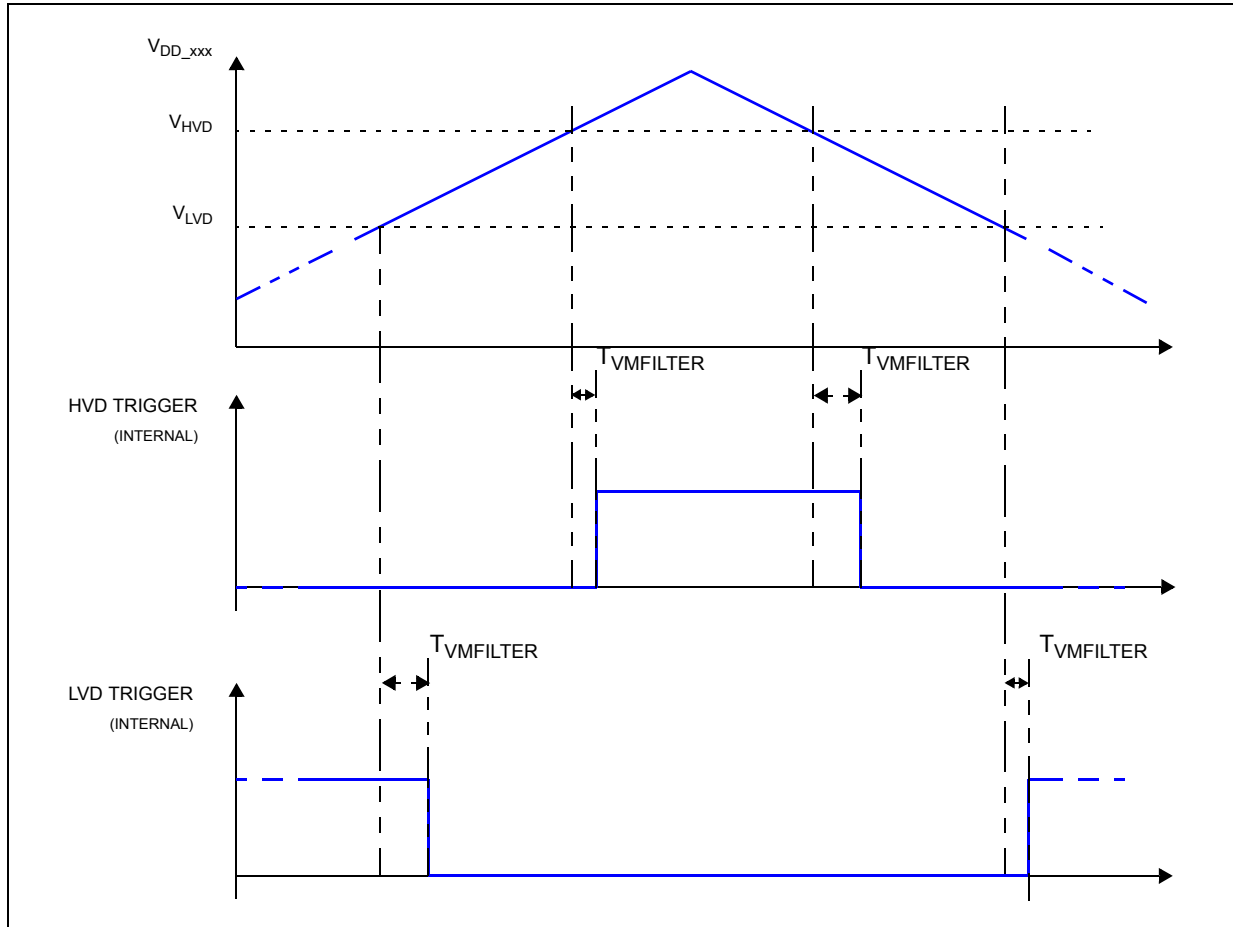 VDD_xxx
VHVD
VLVD
TVMFILTER
TVMFILTER
HVD TRIGGER
(INTERNAL)
TVMFILTER
TVMFILTER
LVD TRIGGER
(INTERNAL)